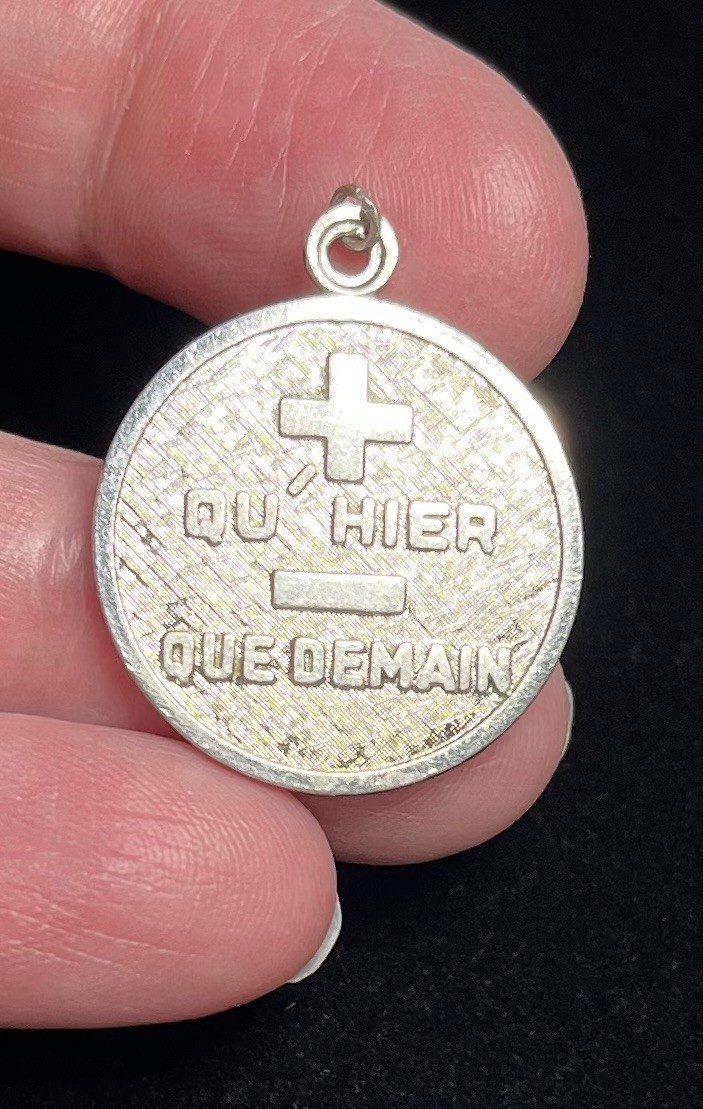 +
QU'HIER
−
QUE DEMAIN